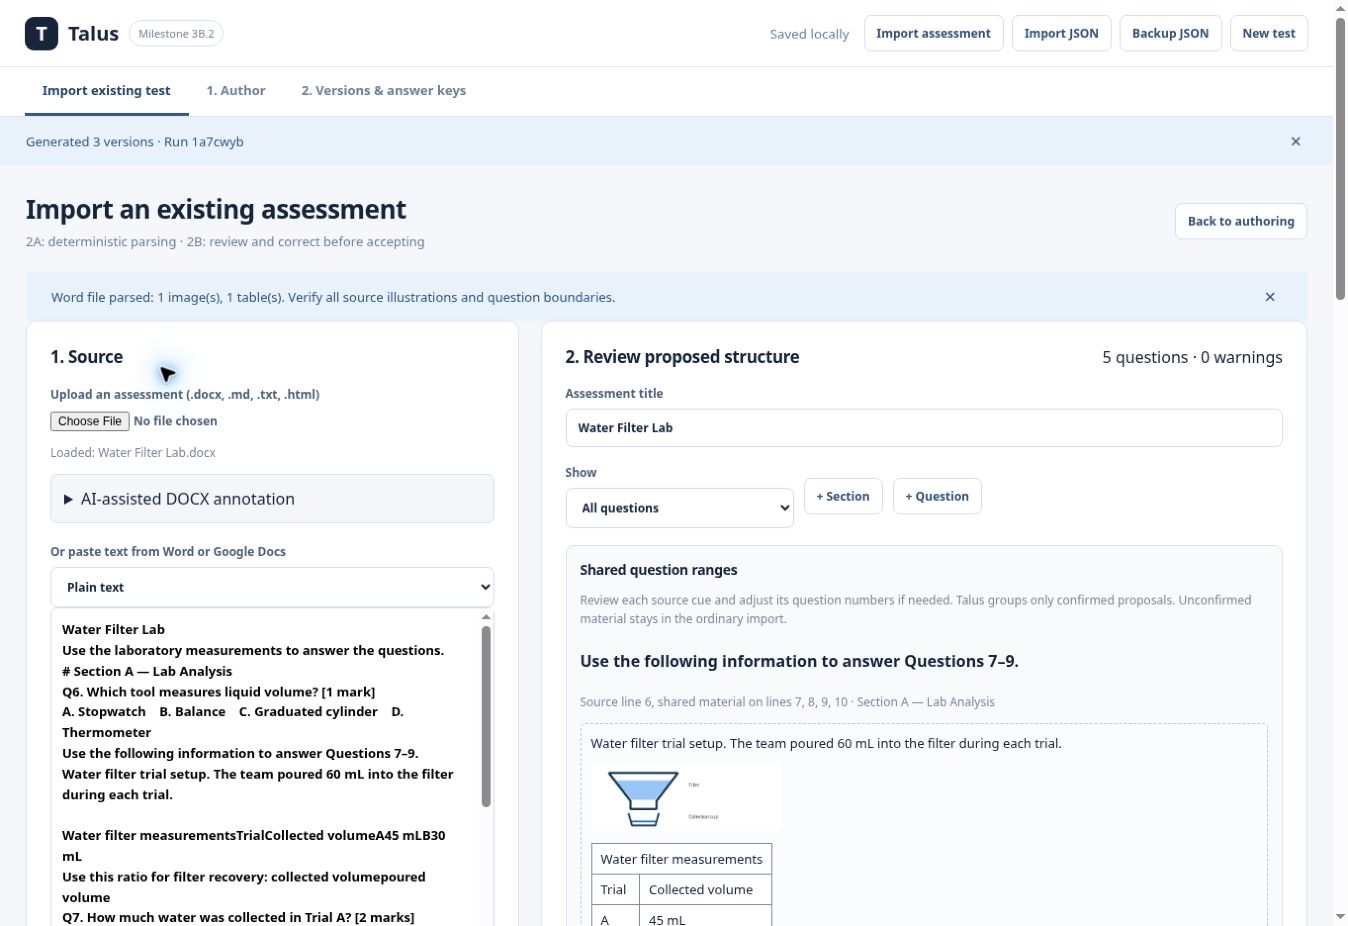 T Talus Milestone 3B.2 Saved locally Import assessment Import JSON Backup JSON New test
Import existing test 1. Author 2. Versions & answer keys
Generated 3 versions · Run 1a7cwyb ×
Import an existing assessment
Back to authoring
2A: deterministic parsing · 2B: review and correct before accepting
Word file parsed: 1 image(s), 1 table(s). Verify all source illustrations and question boundaries. ×
1. Source
Upload an assessment (.docx, .md, .txt, .html)
Choose File No file chosen
Loaded: Water Filter Lab.docx
▶ AI-assisted DOCX annotation
Or paste text from Word or Google Docs
Plain text
Water Filter Lab
Use the laboratory measurements to answer the questions.
# Section A — Lab Analysis
Q6. Which tool measures liquid volume? [1 mark]
A. Stopwatch B. Balance C. Graduated cylinder D.
Thermometer
Use the following information to answer Questions 7–9.
Water filter trial setup. The team poured 60 mL into the filter
during each trial.
Water filter measurementsTrialCollected volumeA45 mLB30
mL
Use this ratio for filter recovery: collected volumepoured
volume
Q7. How much water was collected in Trial A? [2 marks]
2. Review proposed structure 5 questions · 0 warnings
Assessment title
Water Filter Lab
Show
All questions + Section + Question
Shared question ranges
Review each source cue and adjust its question numbers if needed. Talus groups only confirmed proposals. Unconfirmed
material stays in the ordinary import.
Use the following information to answer Questions 7–9.
Source line 6, shared material on lines 7, 8, 9, 10 · Section A — Lab Analysis
Water filter trial setup. The team poured 60 mL into the filter during each trial.
Filter
Collection cup
Water filter measurements
Trial Collected volume
A 45 mL